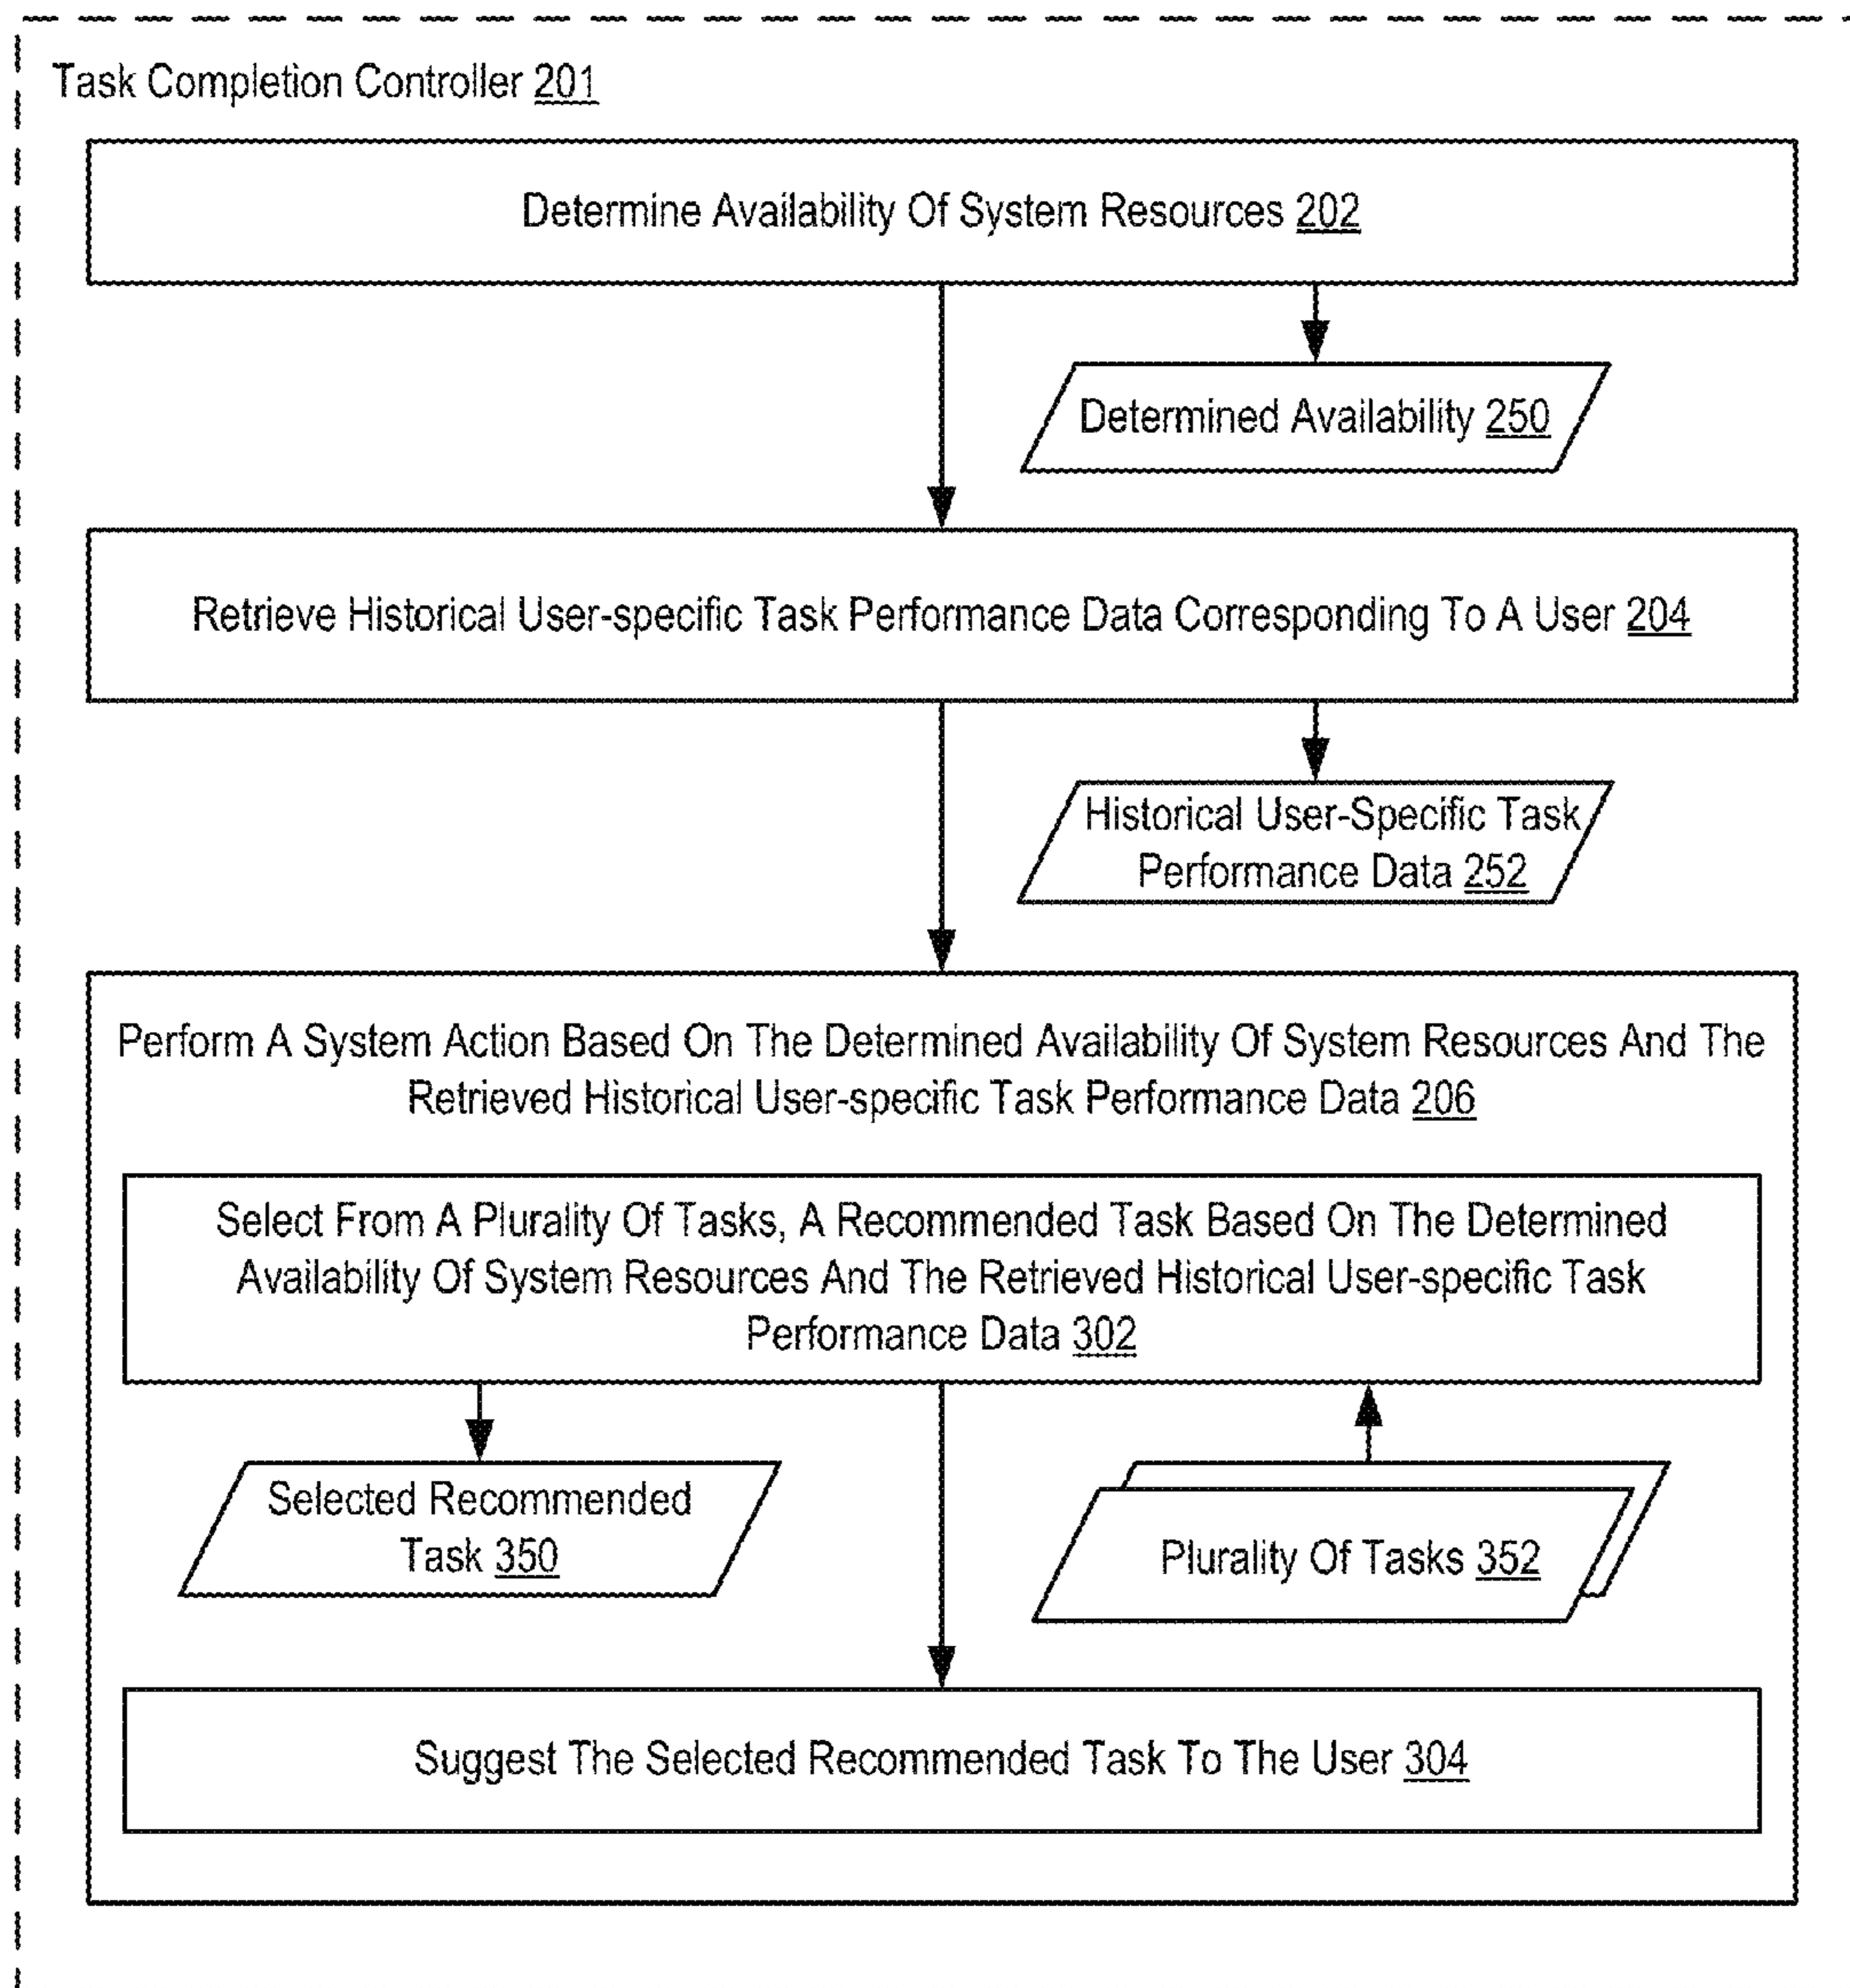 Task Completion Controller 201
Determine Availability Of System Resources 202
Determined Availability 250
Retrieve Historical User-specific Task Performance Data Corresponding To A User 204
Historical User-Specific Task
Performance Data 252
Perform A System Action Based On The Determined Availability Of System Resources And The
Retrieved Historical User-specific Task Performance Data 206
Select From A Plurality Of Tasks, A Recommended Task Based On The Determined
Availability Of System Resources And The Retrieved Historical User-specific Task
Performance Data 302
Selected Recommended
Task 350
Plurality Of Tasks 352
Suggest The Selected Recommended Task To The User 304